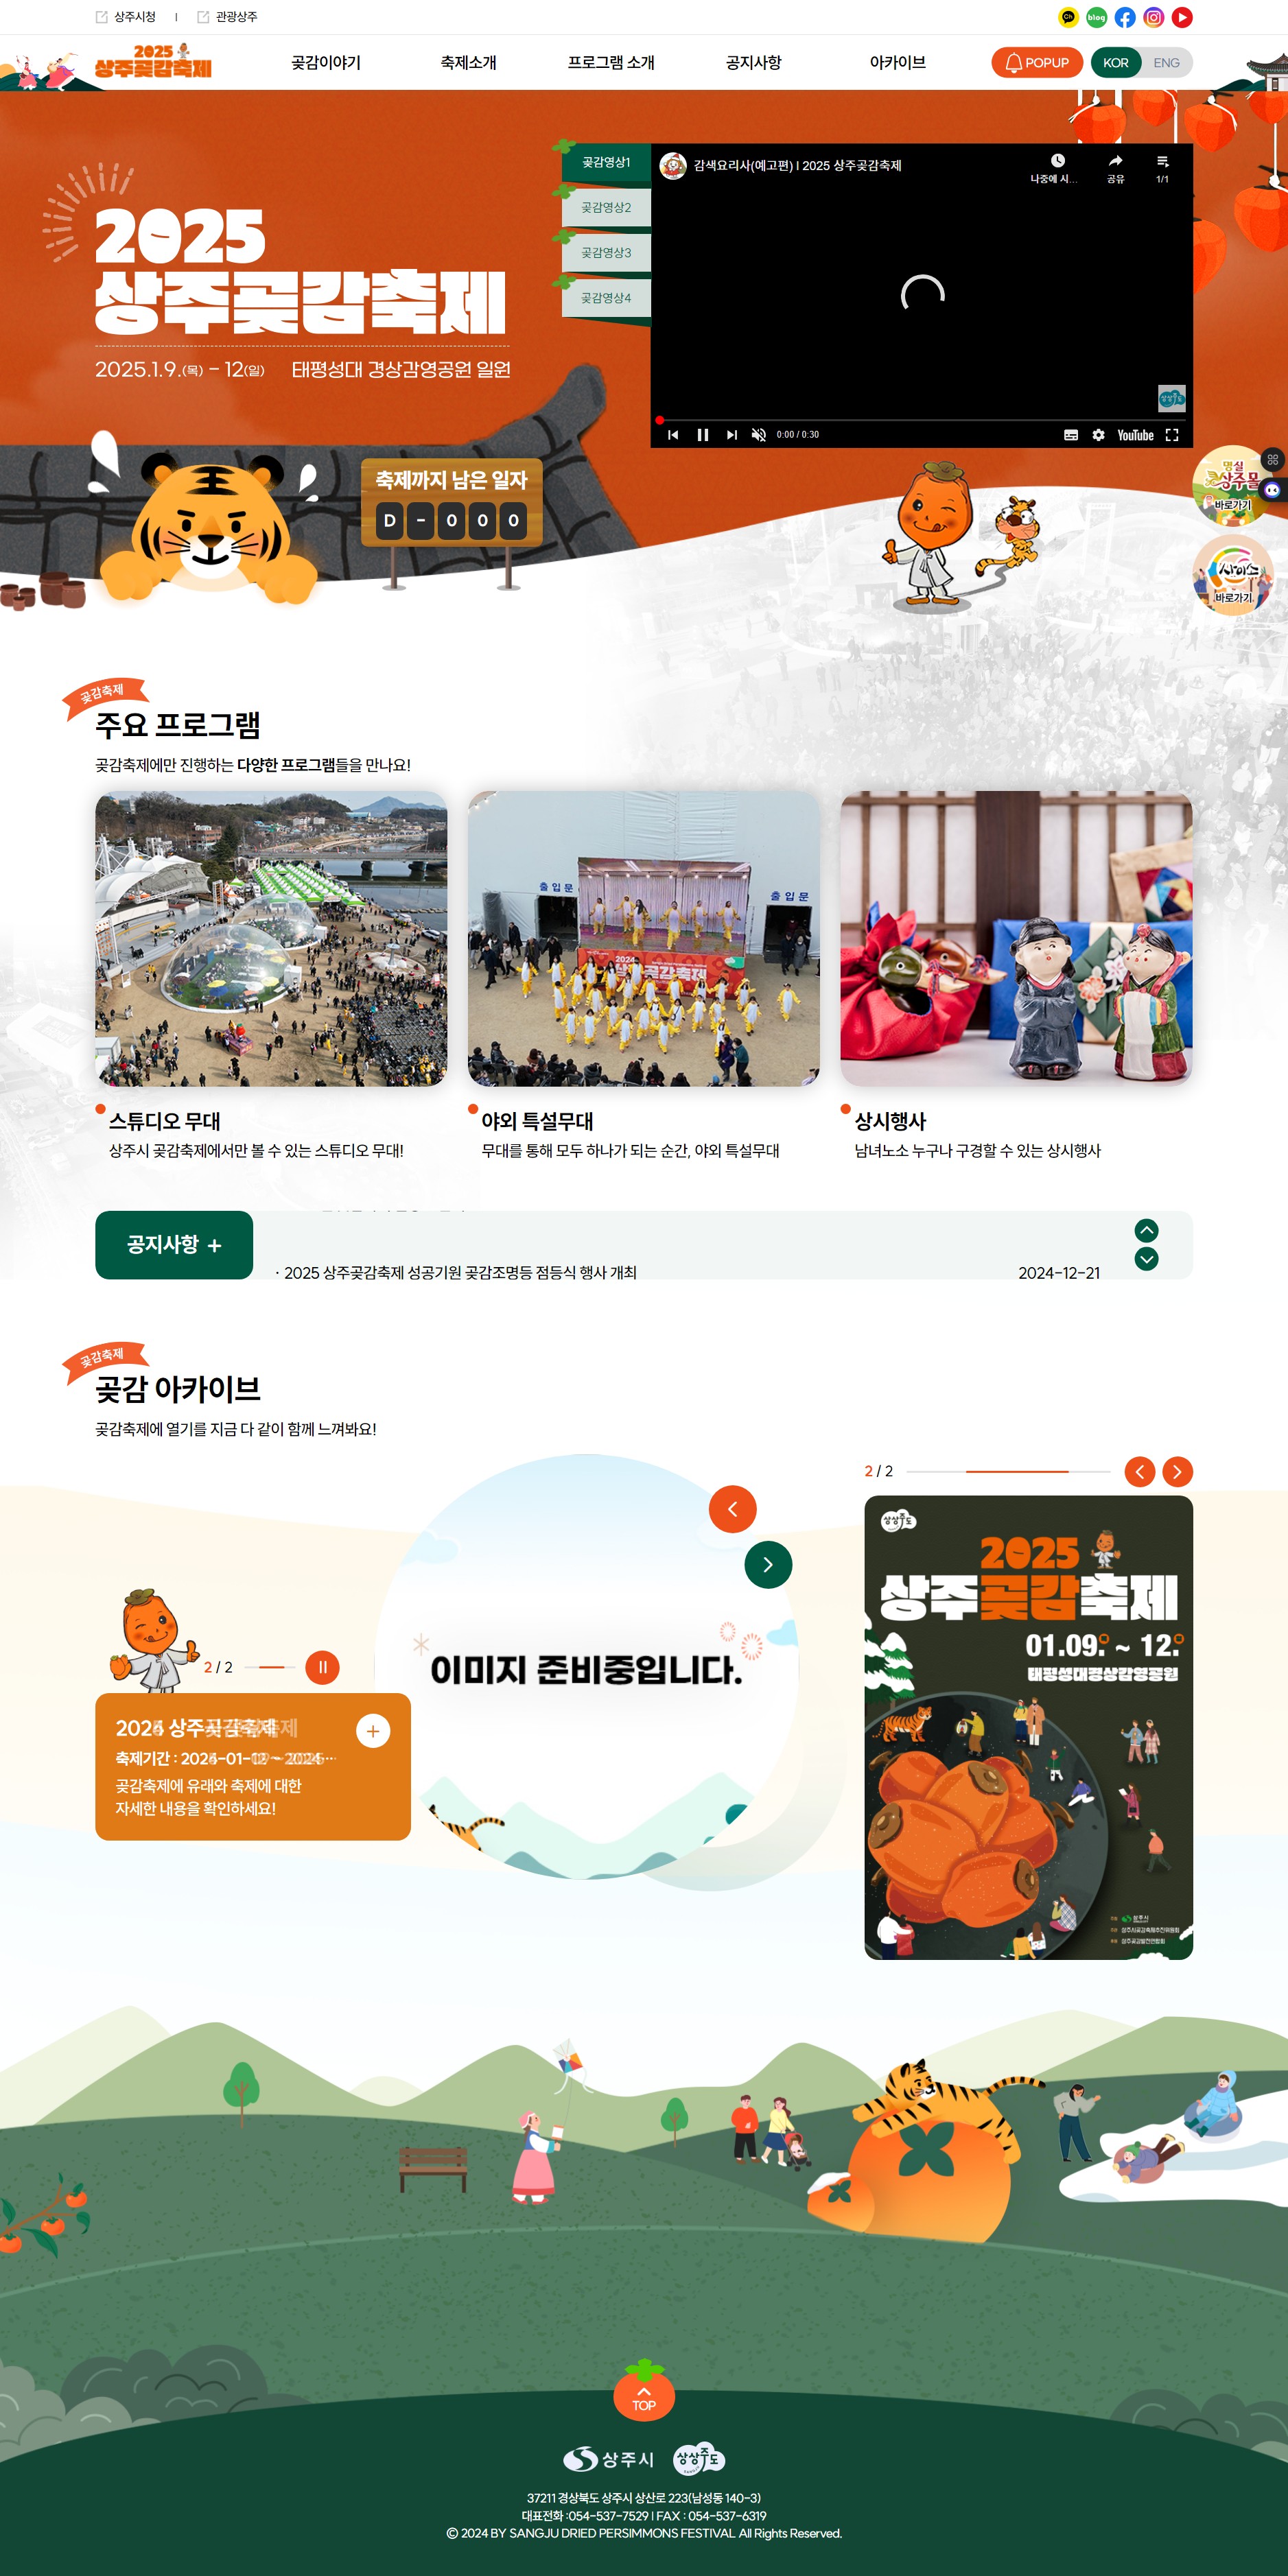 상주시청
관광상주
blog
2025
상주곶감축제
곶감이야기
축제소개
프로그램 소개
공지사항
아카이브
POPUP
KOR
ENG
2025
상주곶감축제
2025.1.9.(목) - 12(일)
태평성대 경상감영공원 일원
곶감영상1
곶감영상2
곶감영상3
곶감영상4
감색요리사(예고편) l 2025 상주곶감축제
나중에 시...
공유
1/1
0:00 / 0:30
YouTube
축제까지 남은 일자
D - 0 0 0
명실
상주몰
바로가기
사이소
바로가기
곶감축제
주요 프로그램
곶감축제에만 진행하는 다양한 프로그램들을 만나요!
출입문
출입문
스튜디오 무대
상주시 곶감축제에서만 볼 수 있는 스튜디오 무대!
야외 특설무대
무대를 통해 모두 하나가 되는 순간, 야외 특설무대
상시행사
남녀노소 누구나 구경할 수 있는 상시행사
공지사항 +
· 2025 상주곶감축제 성공기원 곶감조명등 점등식 행사 개최
2024-12-21
곶감축제
곶감 아카이브
곶감축제에 열기를 지금 다 같이 함께 느껴봐요!
2 / 2
이미지 준비중입니다.
2 / 2
상주곶감축제
축제기간 :
곶감축제에 유래와 축제에 대한
자세한 내용을 확인하세요!
상상주도
2025
상주곶감축제
01.09. ~ 12.
태평성대경상감영공원
상주시
TOP
상주시
상상주도
37211 경상북도 상주시 상산로 223(남성동 140-3)
대표전화 :054-537-7529 l FAX : 054-537-6319
© 2024 BY SANGJU DRIED PERSIMMONS FESTIVAL All Rights Reserved.